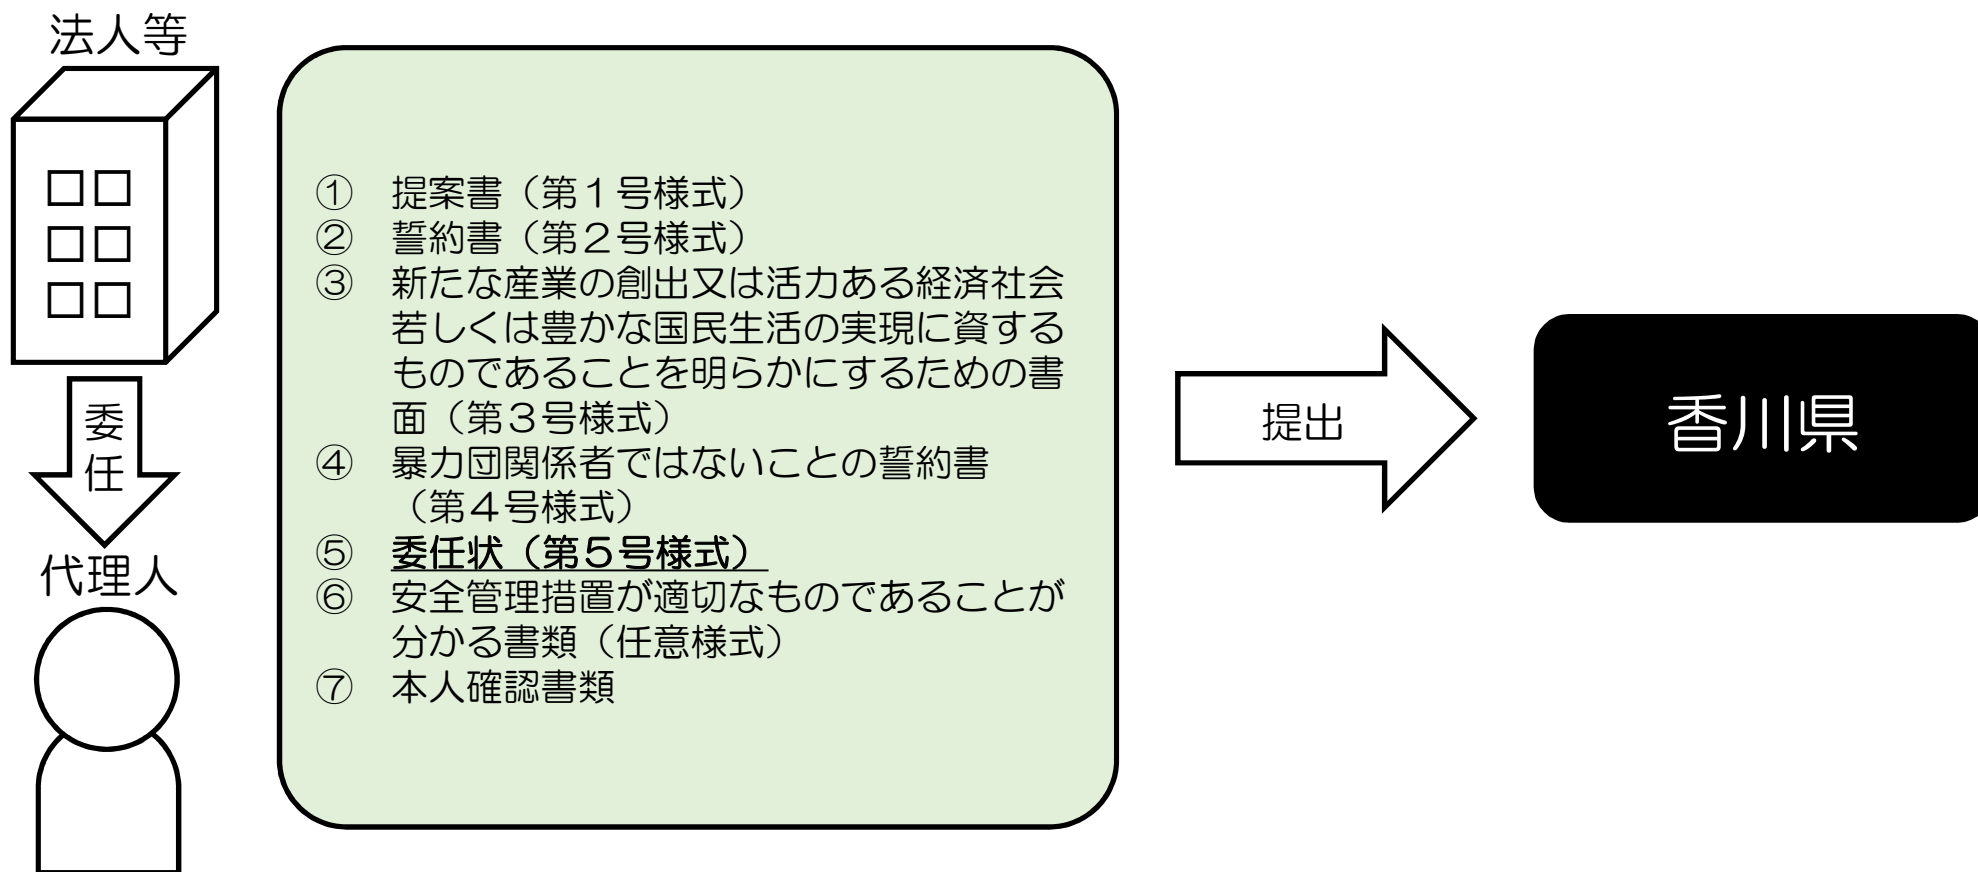 法人等
委
任
代理人
① 提案書（第１号様式）
② 誓約書（第２号様式）
③ 新たな産業の創出又は活力ある経済社会
若しくは豊かな国民生活の実現に資する
ものであることを明らかにするための書
面（第３号様式）
④ 暴力団関係者ではないことの誓約書
（第４号様式）
⑤ 委任状（第５号様式）
⑥ 安全管理措置が適切なものであることが
分かる書類（任意様式）
⑦ 本人確認書類
提出
香川県